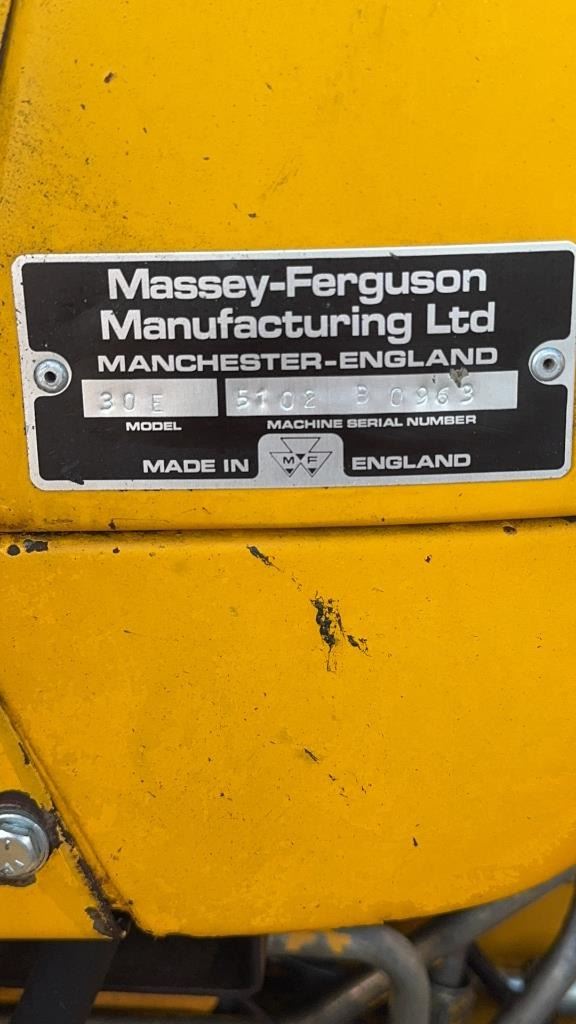 Massey-Ferguson
Manufacturing Ltd
MANCHESTER-ENGLAND
30E 5102 B 0963
MODEL MACHINE SERIAL NUMBER
MADE IN MF ENGLAND